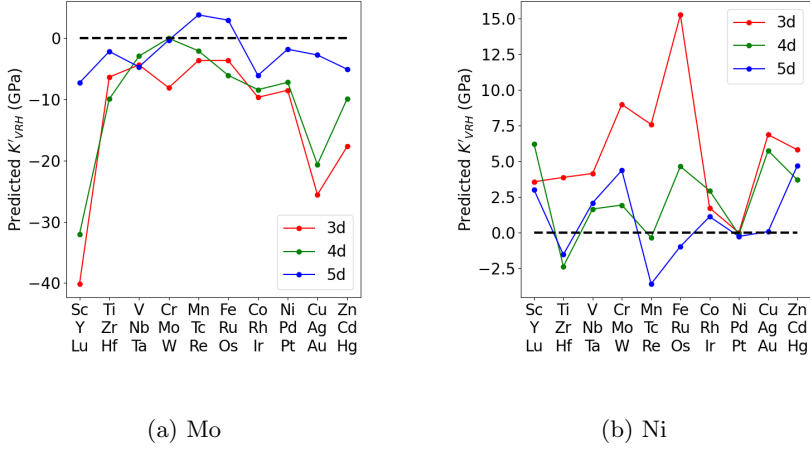 Predicted K'VRH (GPa)
0
−10
−20
−30
−40
3d
4d
5d
Sc Ti V Cr Mn Fe Co Ni Cu Zn
Y Zr Nb Mo Tc Ru Rh Pd Ag Cd
Lu Hf Ta W Re Os Ir Pt Au Hg
(a) Mo
Predicted K'VRH (GPa)
15.0
12.5
10.0
7.5
5.0
2.5
0.0
−2.5
3d
4d
5d
Sc Ti V Cr Mn Fe Co Ni Cu Zn
Y Zr Nb Mo Tc Ru Rh Pd Ag Cd
Lu Hf Ta W Re Os Ir Pt Au Hg
(b) Ni